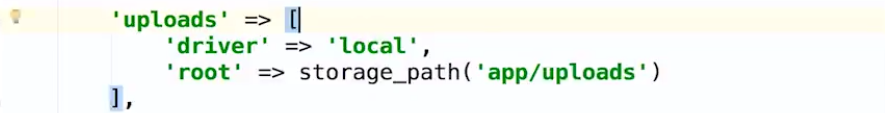 'uploads' => [
'driver' => 'local',
'root' => storage_path('app/uploads')
],